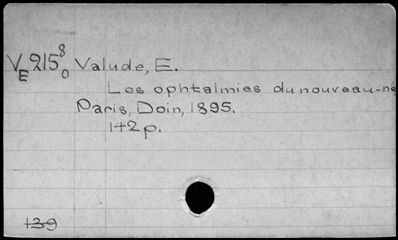 VE 215 8/0 Valude, E.
Les ophtalmies du nouveau-né
Paris, Doin, 1895.
142 p.
139